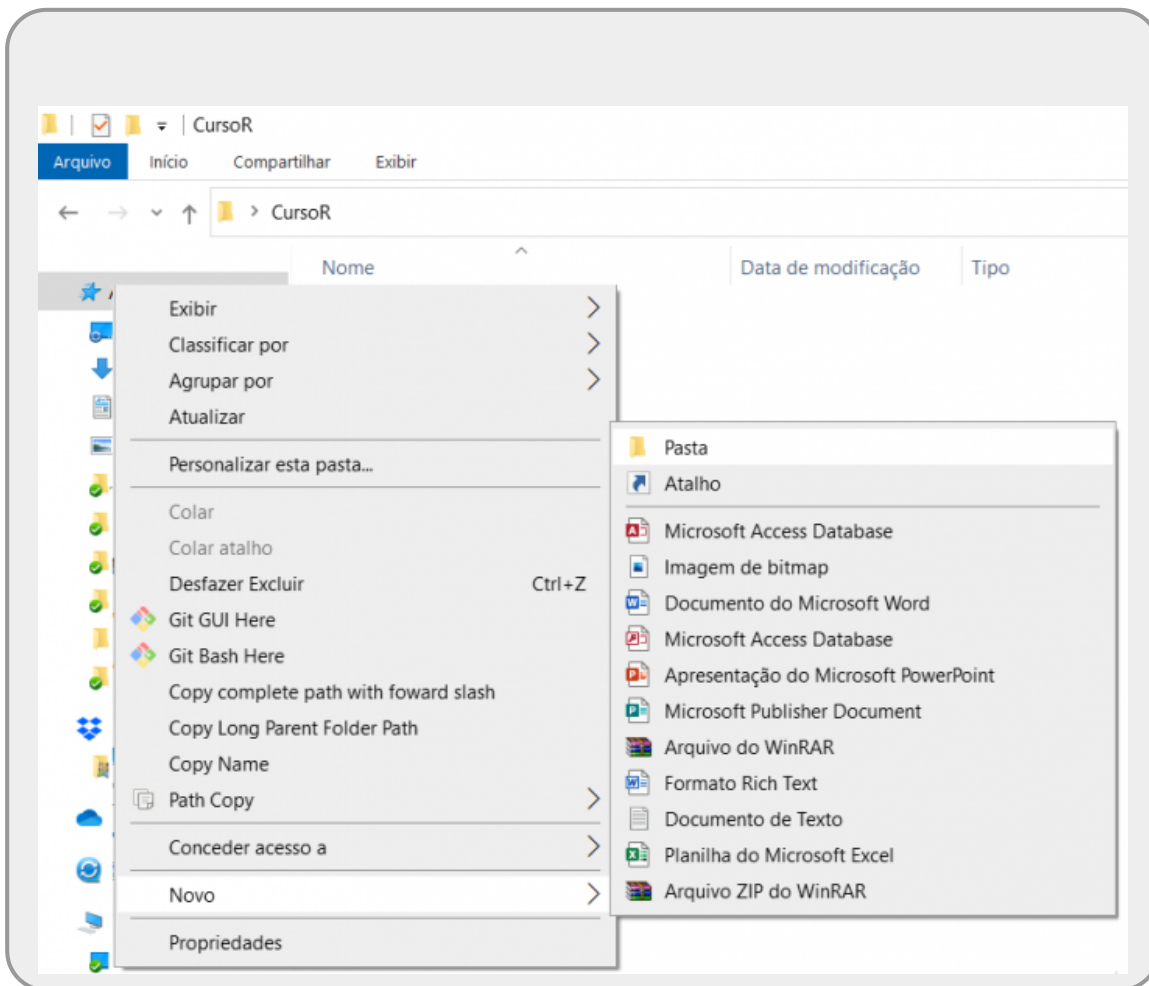 CursoR
Arquivo Início Compartilhar Exibir
CursoR
Nome Data de modificação Tipo
Exibir
Classificar por
Agrupar por
Atualizar
Personalizar esta pasta...
Colar
Colar atalho
Desfazer Excluir Ctrl+Z
Git GUI Here
Git Bash Here
Copy complete path with foward slash
Copy Long Parent Folder Path
Copy Name
Path Copy
Conceder acesso a
Novo
Propriedades
Pasta
Atalho
Microsoft Access Database
Imagem de bitmap
Documento do Microsoft Word
Microsoft Access Database
Apresentação do Microsoft PowerPoint
Microsoft Publisher Document
Arquivo do WinRAR
Formato Rich Text
Documento de Texto
Planilha do Microsoft Excel
Arquivo ZIP do WinRAR